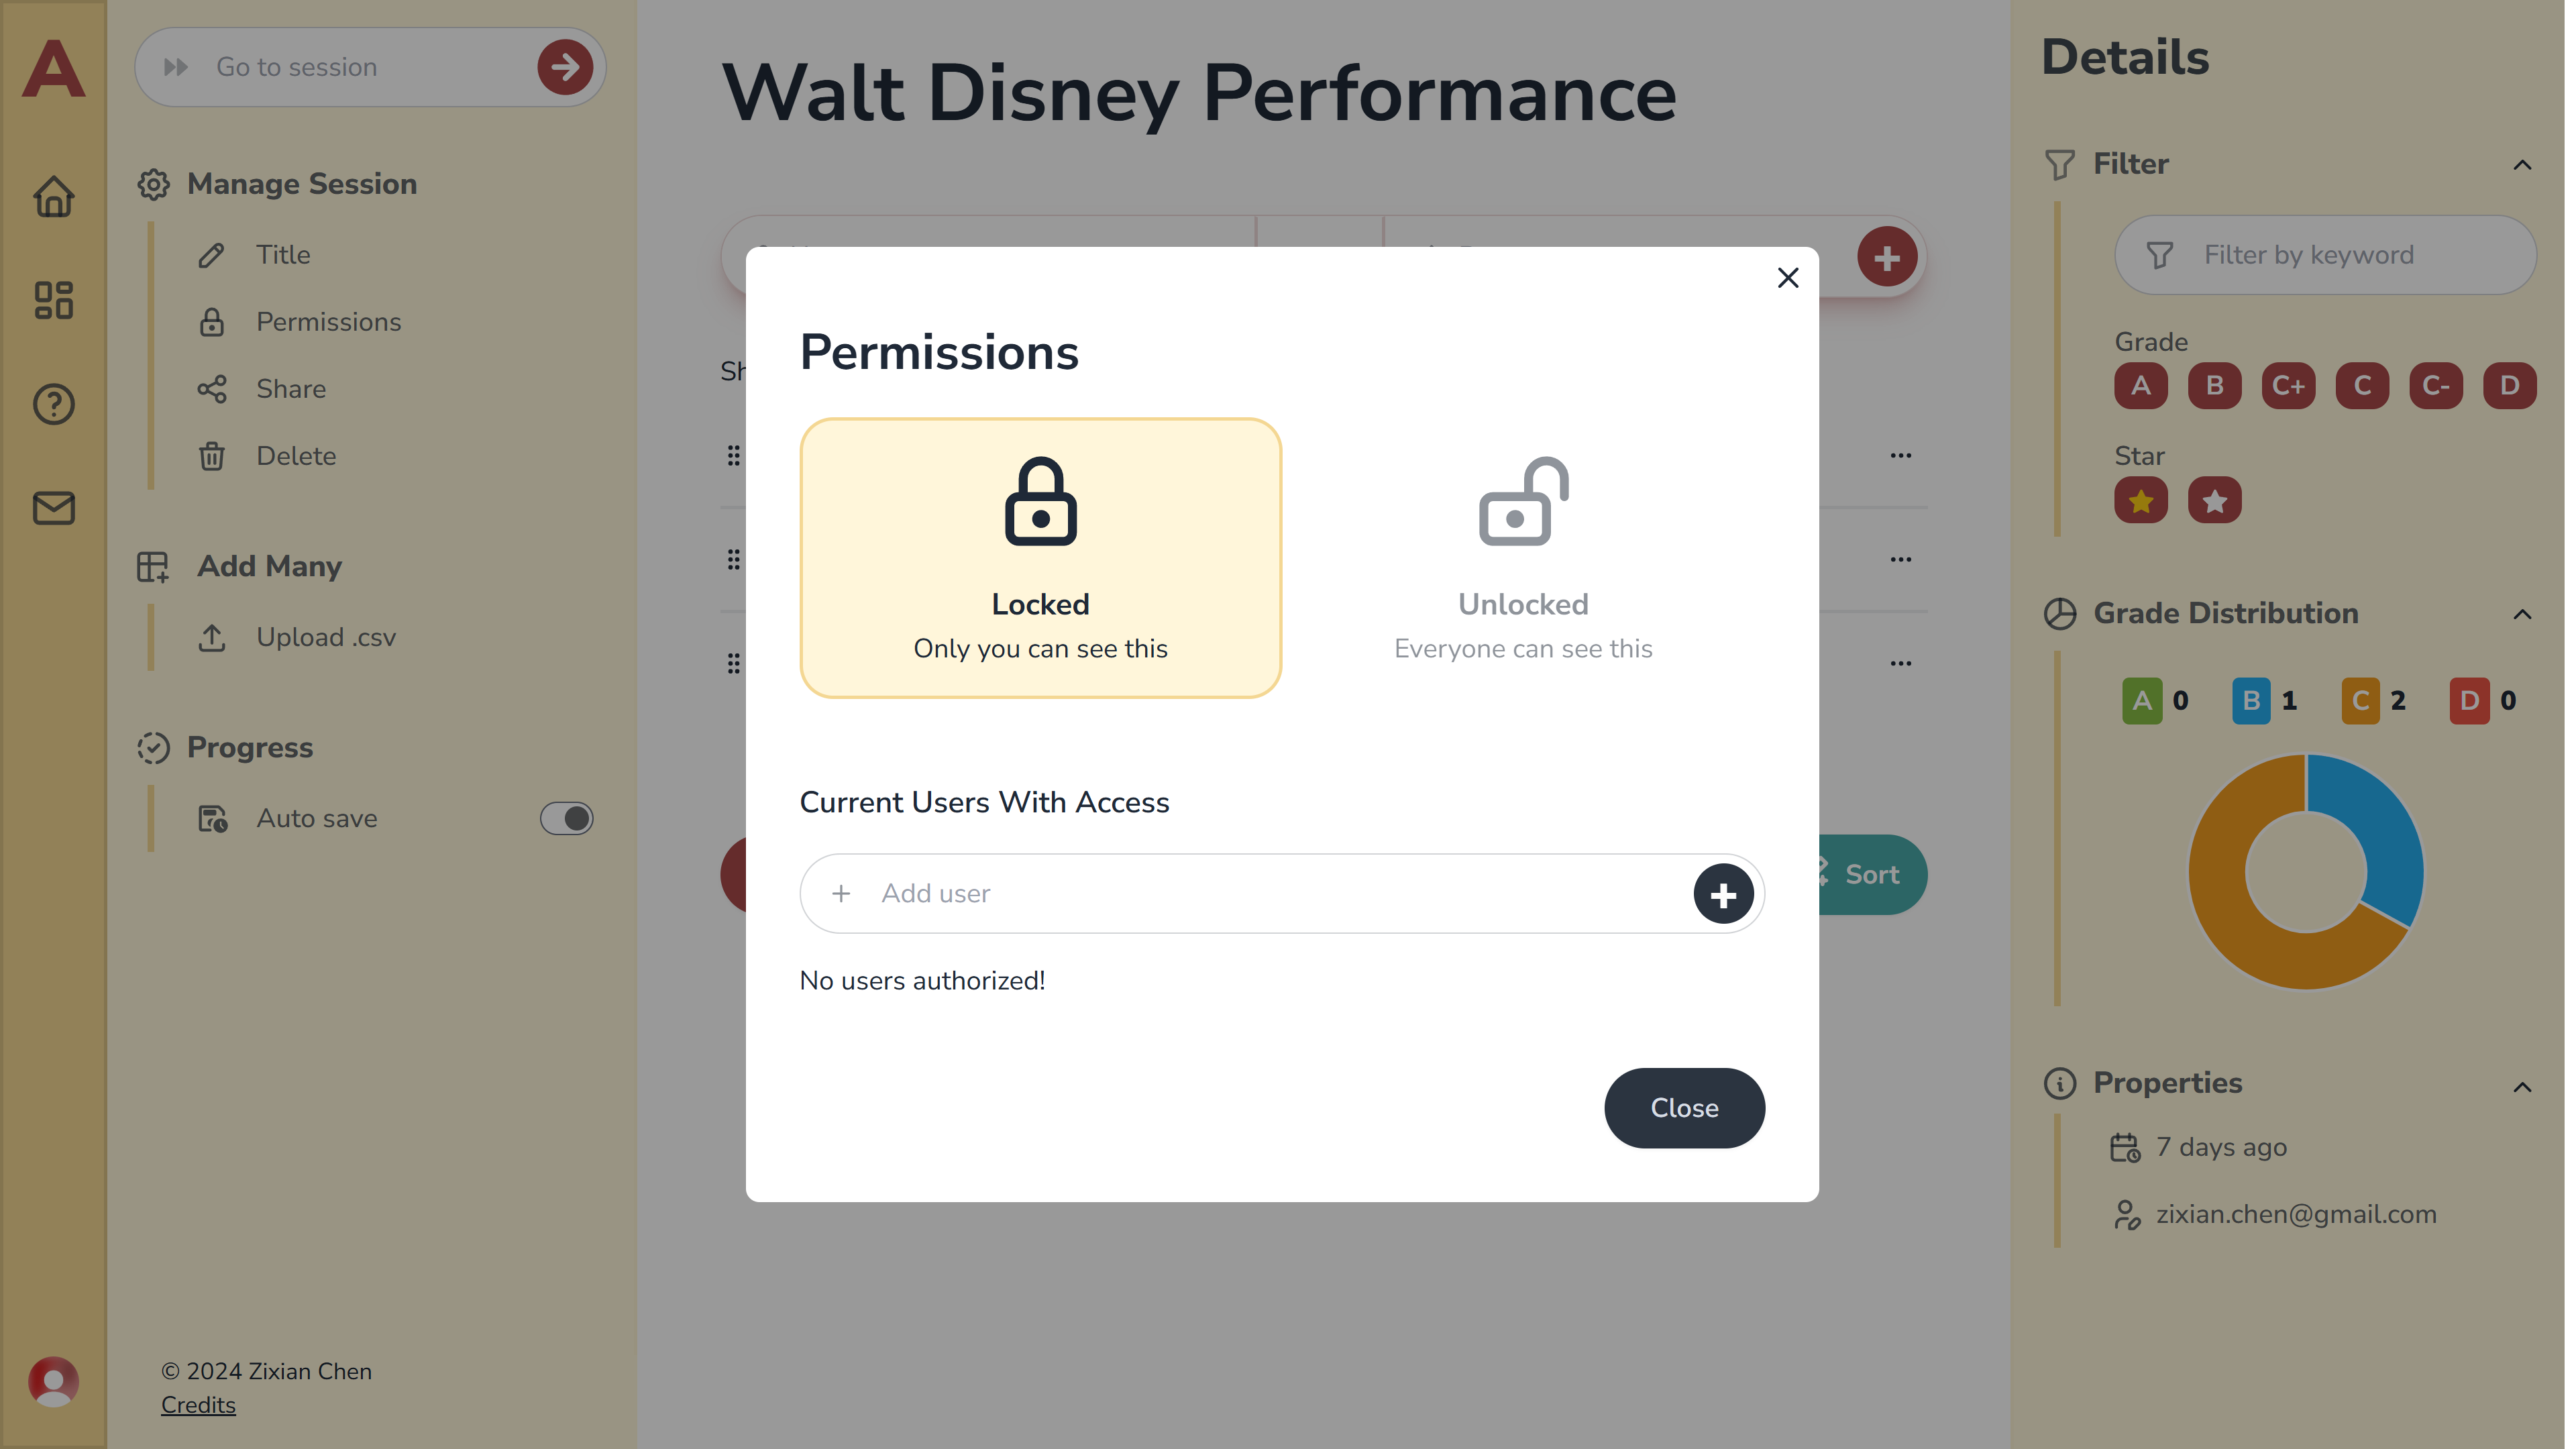 A
Go to session
Manage Session
Title
Permissions
Share
Delete
Add Many
Upload .csv
Progress
Auto save
© 2024 Zixian Chen
Credits
Walt Disney Performance
Sh
Sort
Permissions
Locked
Only you can see this
Unlocked
Everyone can see this
Current Users With Access
Add user
No users authorized!
Close
Details
Filter
Filter by keyword
Grade
A B C+ C C- D
Star
Grade Distribution
A 0 B 1 C 2 D 0
Properties
7 days ago
zixian.chen@gmail.com